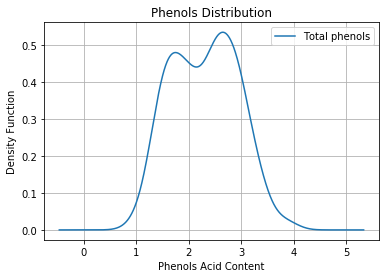 Phenols Distribution
Total phenols
Density Function
0.5
0.4
0.3
0.2
0.1
0.0
0 1 2 3 4 5
Phenols Acid Content